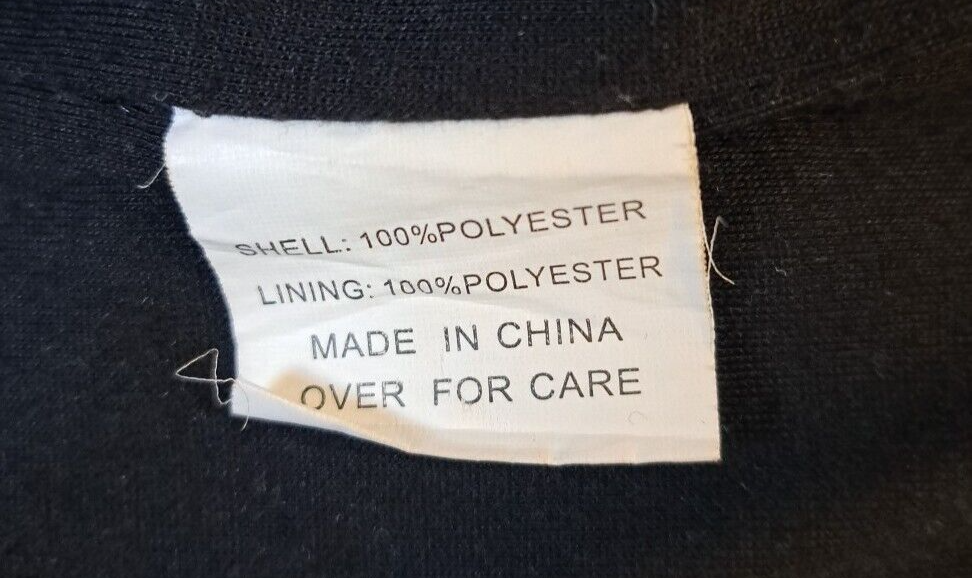 SHELL: 100%POLYESTER
LINING: 100%POLYESTER
MADE IN CHINA
OVER FOR CARE